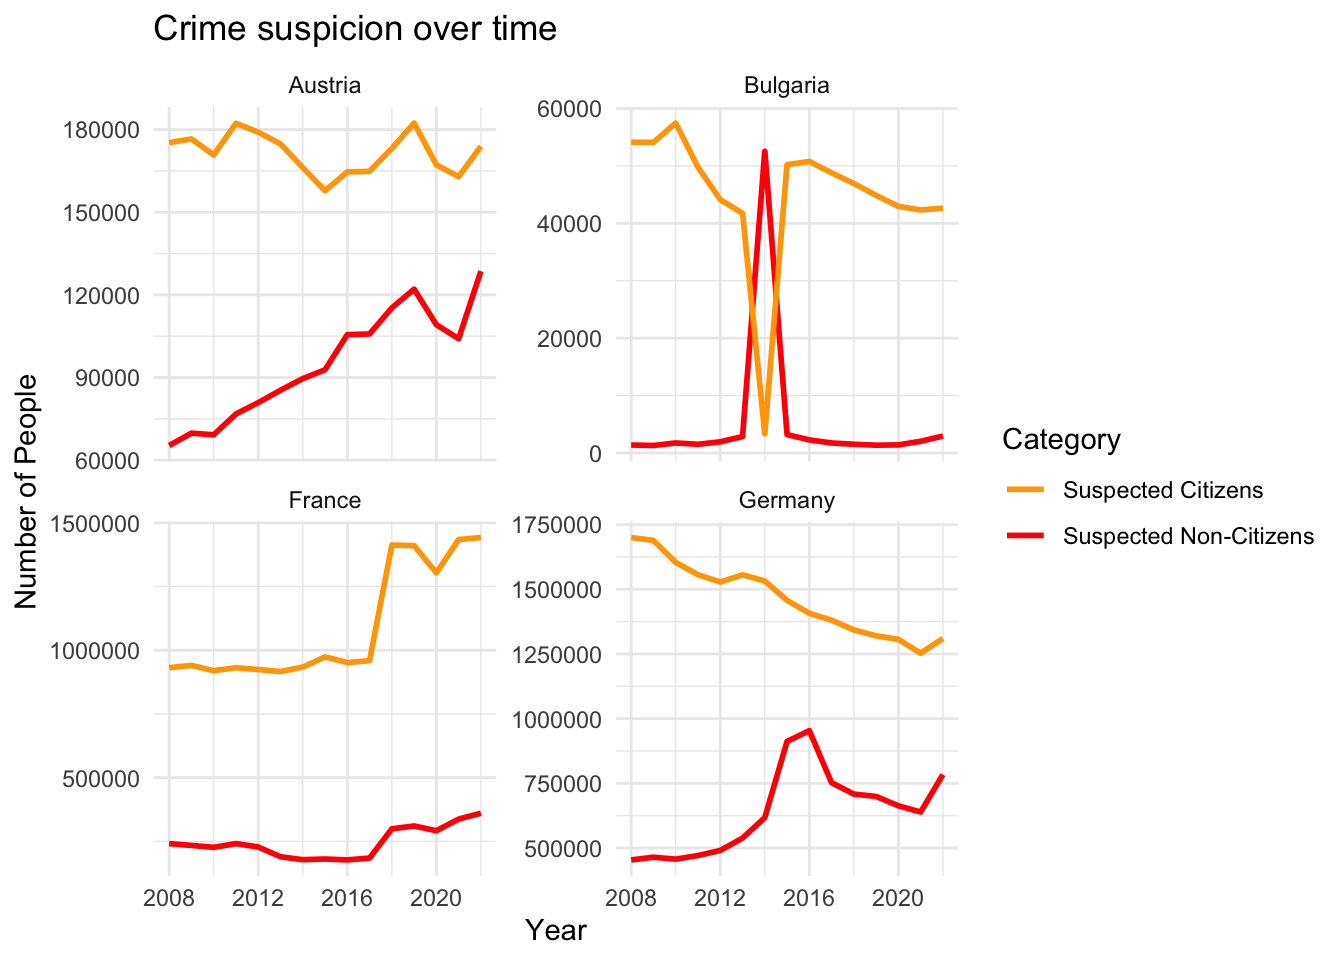 Crime suspicion over time
Austria
Bulgaria
180000
150000
120000
90000
60000
60000
40000
20000
0
Number of People
France
Germany
1500000
1000000
500000
1750000
1500000
1250000
1000000
750000
500000
2008 2012 2016 2020
2008 2012 2016 2020
Year
Category
Suspected Citizens
Suspected Non-Citizens